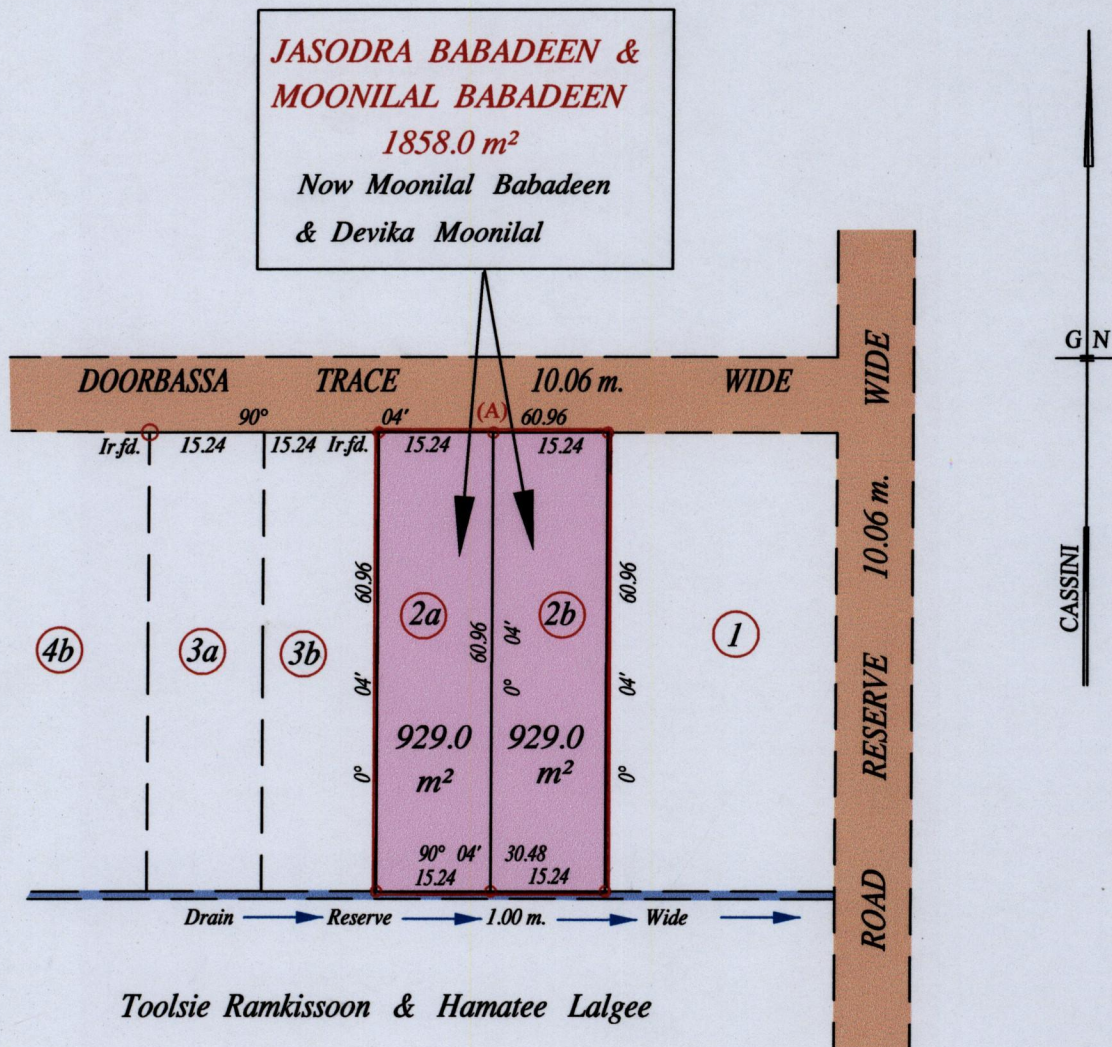 JASODRA BABADEEN &
MOONILAL BABADEEN
1858.0 m²
Now Moonilal Babadeen
& Devika Moonilal
G N
CASSINI
DOORBASSA TRACE 10.06 m. WIDE
90° 04' (A) 60.96
Ir.fd. 15.24 15.24 Ir.fd. 15.24 15.24
ROAD RESERVE 10.06 m. WIDE
4b
3a
3b
0° 04' 60.96
2a
0° 04'
60.96
2b
0° 04' 60.96
1
929.0
m²
929.0
m²
90° 04' 30.48
15.24 15.24
Drain Reserve 1.00 m. Wide
Toolsie Ramkissoon & Hamatee Lalgee